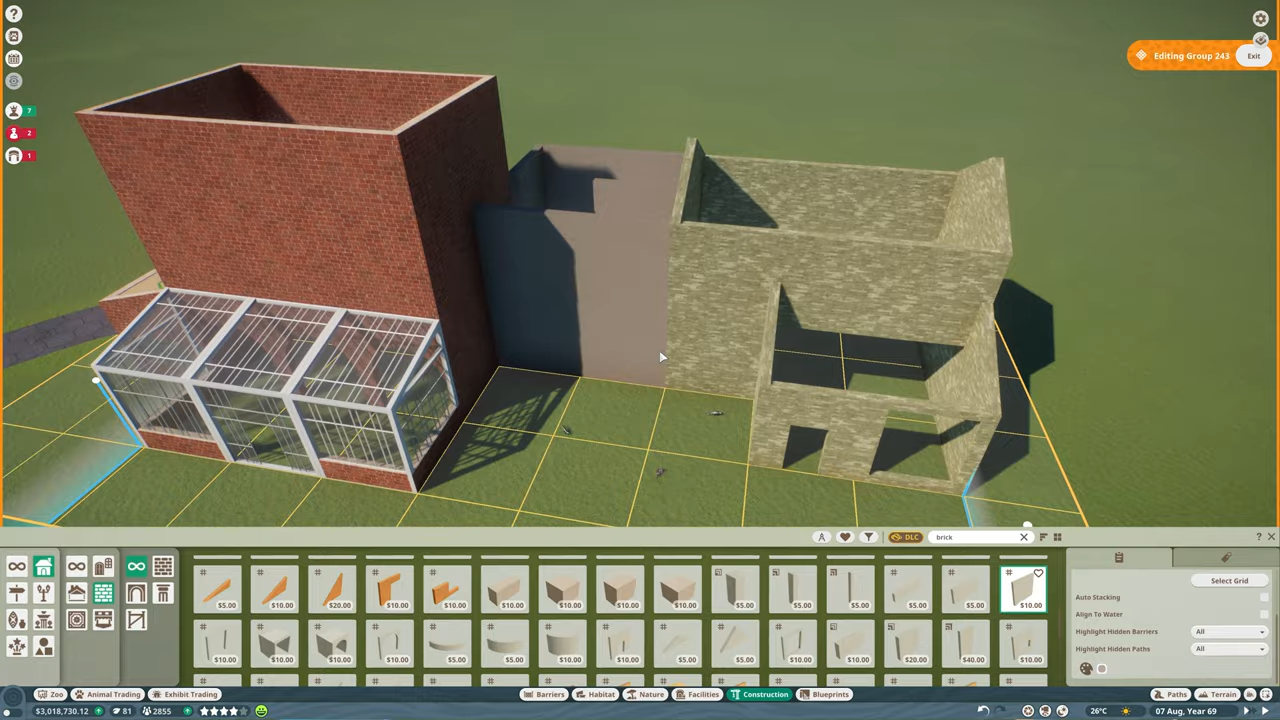 ?
Editing Group 243 Exit
7
2
1
DLC brick
? ×
$5.00 $10.00 $20.00 $10.00 $10.00 $10.00 $10.00 $10.00 $10.00 $5.00 $5.00 $5.00 $5.00 $5.00 $10.00
$10.00 $10.00 $10.00 $10.00 $5.00 $5.00 $10.00 $10.00 $5.00 $5.00 $10.00 $10.00 $20.00 $40.00 $10.00
Select Grid
Auto Stacking
Align To Water
Highlight Hidden Barriers All
Highlight Hidden Paths All
Zoo Animal Trading Exhibit Trading Barriers Habitat Nature Facilities Construction Blueprints Paths Terrain
$3,018,730.12 81 2855 26°C 07 Aug, Year 69